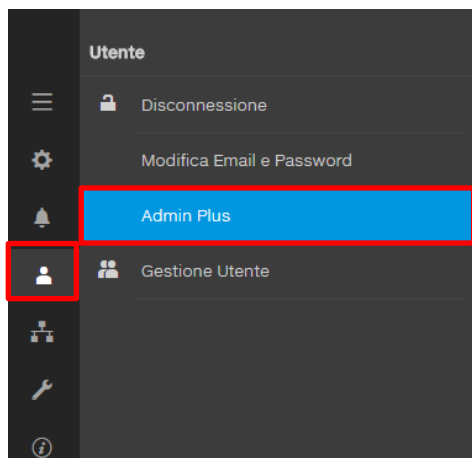 Utente
Disconnessione
Modifica Email e Password
Admin Plus
Gestione Utente